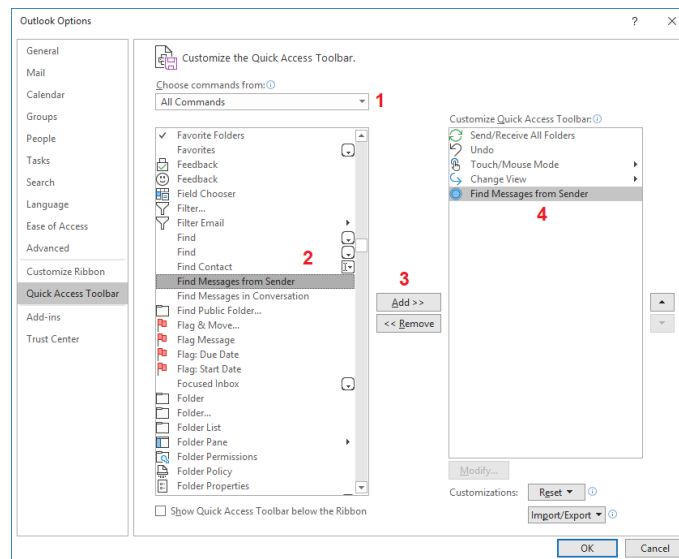 Outlook Options
?
General
Mail
Calendar
Groups
People
Tasks
Search
Language
Ease of Access
Advanced
Customize Ribbon
Quick Access Toolbar
Add-ins
Trust Center
Customize the Quick Access Toolbar.
Choose commands from:
All Commands
1
Favorite Folders
Favorites
Feedback
Feedback
Field Chooser
Filter...
Filter Email
Find
Find
Find Contact
2
Find Messages from Sender
Find Messages in Conversation
Find Public Folder...
Flag & Move...
Flag Message
Flag: Due Date
Flag: Start Date
Focused Inbox
Folder
Folder...
Folder List
Folder Pane
Folder Permissions
Folder Policy
Folder Properties
Show Quick Access Toolbar below the Ribbon
3
Add >>
<< Remove
Customize Quick Access Toolbar:
Send/Receive All Folders
Undo
Touch/Mouse Mode
Change View
Find Messages from Sender
4
Modify...
Customizations:
Reset
Import/Export
OK
Cancel